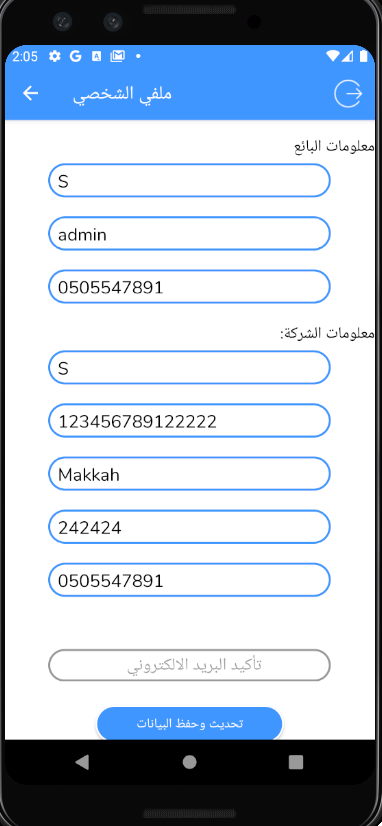 2:05
ملفي الشخصي
معلومات البائع
S
admin
0505547891
معلومات الشركة:
S
123456789122222
Makkah
242424
0505547891
تأكيد البريد الالكتروني
تحديث وحفظ البيانات